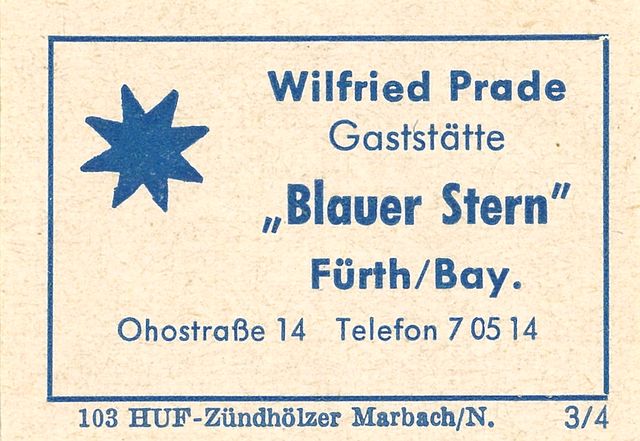 Wilfried Prade
Gaststätte
„Blauer Stern”
Fürth/Bay.
Ohostraße 14 Telefon 7 05 14
103 HUF-Zündhölzer Marbach/N. 3/4